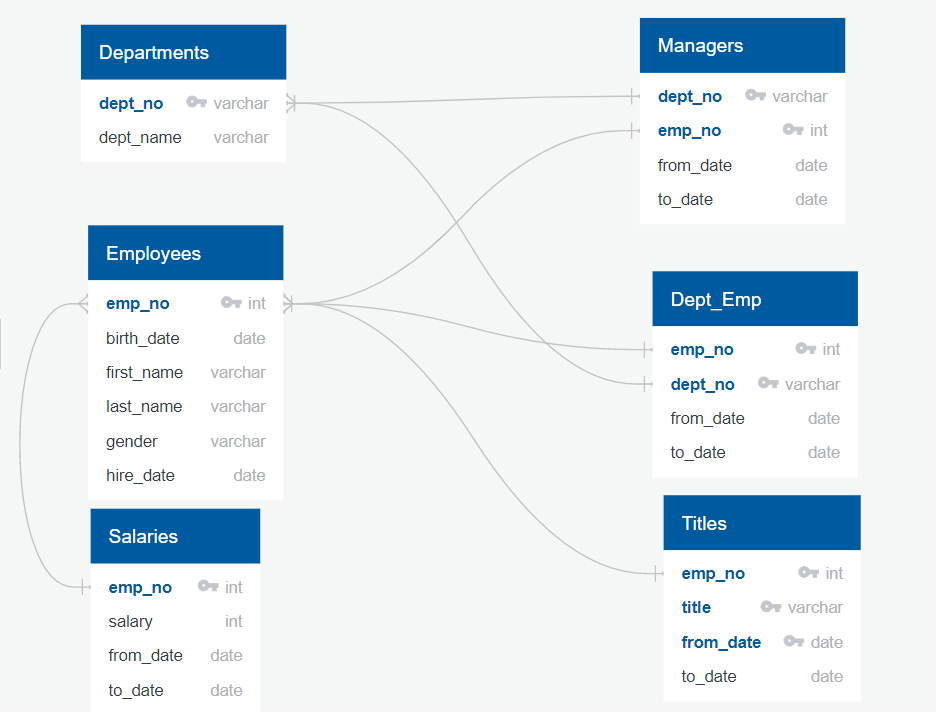 Departments
dept_no varchar
dept_name varchar
Employees
emp_no int
birth_date date
first_name varchar
last_name varchar
gender varchar
hire_date date
Salaries
emp_no int
salary int
from_date date
to_date date
Managers
dept_no varchar
emp_no int
from_date date
to_date date
Dept_Emp
emp_no int
dept_no varchar
from_date date
to_date date
Titles
emp_no int
title varchar
from_date date
to_date date